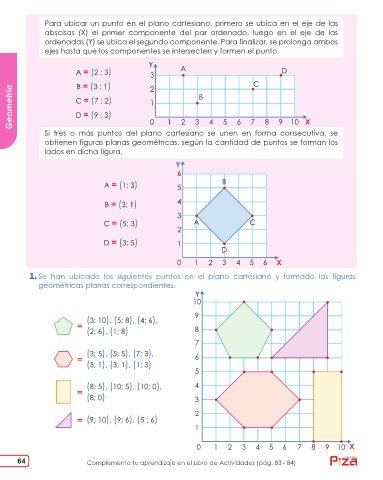 Para ubicar un punto en el plano cartesiano, primero se ubica en el eje de las
abscisas (X) el primer componente del par ordenado, luego en el eje de las
ordenadas (Y) se ubica el segundo componente. Para finalizar, se prolonga ambos
ejes hasta que los componentes se intersecten y formen el punto.
Geometría
A = (2 ; 3)
B = (3 ; 1)
C = (7 ; 2)
D = (9 ; 3)
Y
3
2
1
A
D
C
B
0 1 2 3 4 5 6 7 8 9 10 X
Si tres o más puntos del plano cartesiano se unen en forma consecutiva, se
obtienen figuras planas geométricas, según la cantidad de puntos se forman los
lados en dicha figura.
A = (1; 3)
B = (3; 1)
C = (5; 3)
D = (3; 5)
Y
6
5
4
3
2
1
B
A
C
D
0 1 2 3 4 5 6 X
1. Se han ubicado los siguientes puntos en el plano cartesiano y formado las figuras
geométricas planas correspondientes.
= (3; 10), (5; 8), (4; 6),
(2; 6), (1; 8)
= (3; 5), (5; 5), (7; 3),
(5; 1), (3; 1), (1; 3)
= (8; 5), (10; 5), (10; 0),
(8; 0)
= (9; 10), (9; 6), (5 ; 6)
Y
10
9
8
7
6
5
4
3
2
1
0 1 2 3 4 5 6 7 8 9 10 X
64
Complementa tu aprendizaje en el Libro de Actividades (pág. 83 - 84)
Piza